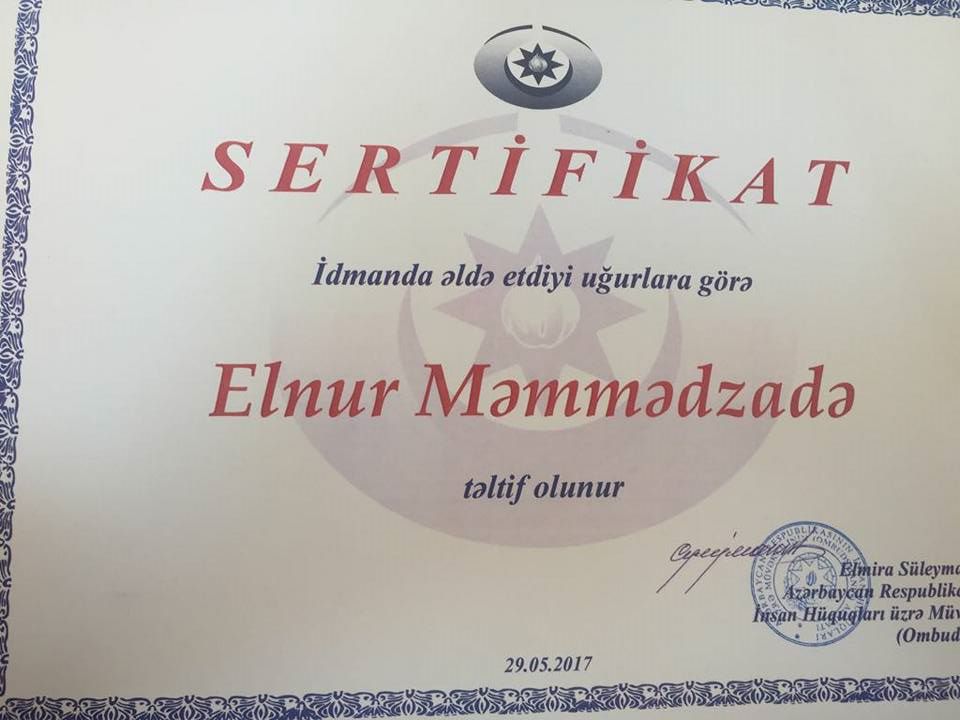 SERTİFİKAT
İdmanda əldə etdiyi uğurlara görə
Elnur Məmmədzadə
təltif olunur
Elmira Süleyma
Azərbaycan Respublika
İnsan Hüquqları üzrə Müv
(Ombud
29.05.2017